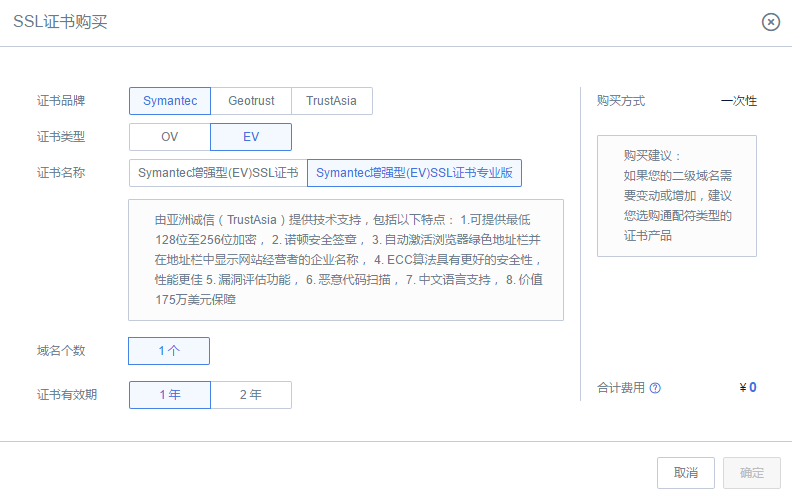 SSL证书购买
证书品牌
Symantec
Geotrust
TrustAsia
证书类型
OV
EV
证书名称
Symantec增强型(EV)SSL证书
Symantec增强型(EV)SSL证书专业版
由亚洲诚信（TrustAsia）提供技术支持，包括以下特点： 1.可提供最低
128位至256位加密， 2. 诺顿安全签章， 3. 自动激活浏览器绿色地址栏并
在地址栏中显示网站经营者的企业名称， 4. ECC算法具有更好的安全性，
性能更佳 5. 漏洞评估功能， 6. 恶意代码扫描， 7. 中文语言支持， 8. 价值
175万美元保障
域名个数
1 个
证书有效期
1 年
2 年
购买方式
一次性
购买建议：
如果您的二级域名需
要变动或增加，建议
您选购通配符类型的
证书产品
合计费用
?
¥ 0
取消
确定